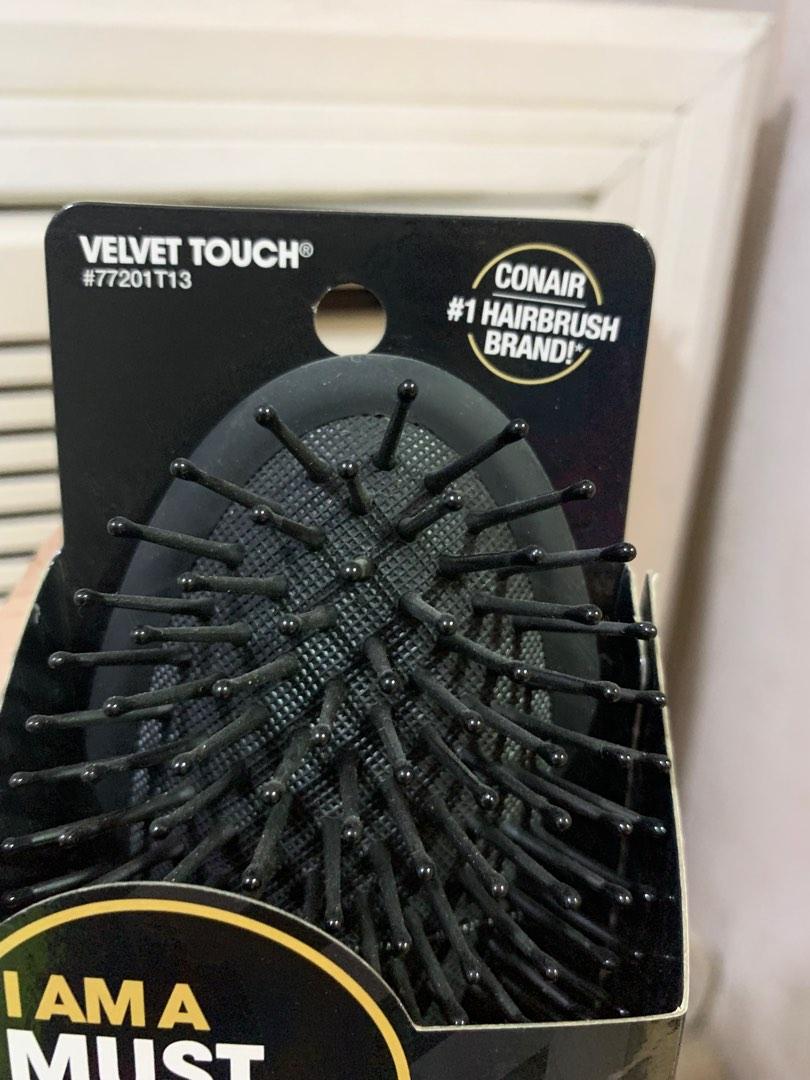 VELVET TOUCH®
#77201T13
CONAIR
#1 HAIRBRUSH
BRAND!*
I AM A
MUST